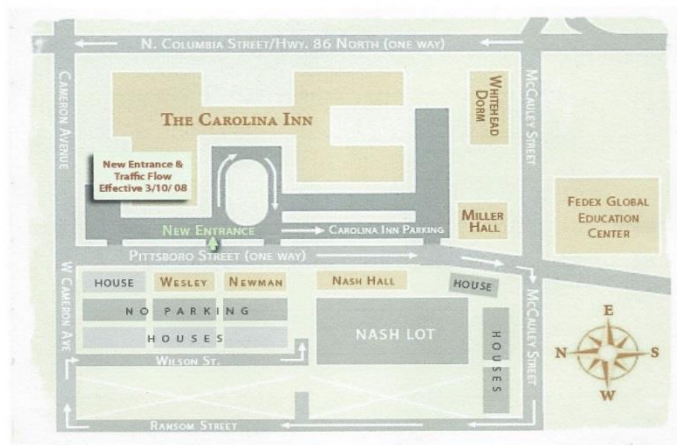 N. Columbia Street/Hwy. 86 North (one way)
Cameron Avenue
The Carolina Inn
Whitehead
Dorm
McCauley Street
New Entrance &
Traffic Flow
Effective 3/10/ 08
New Entrance
Carolina Inn Parking
Miller
Hall
FedEx Global
Education
Center
Pittsboro Street (one way)
W Cameron Ave
HOUSE
Wesley
Newman
Nash Hall
HOUSE
NO PARKING
HOUSES
NASH LOT
HOUSES
McCauley Street
Wilson St.
Ransom Street
E
N
S
W